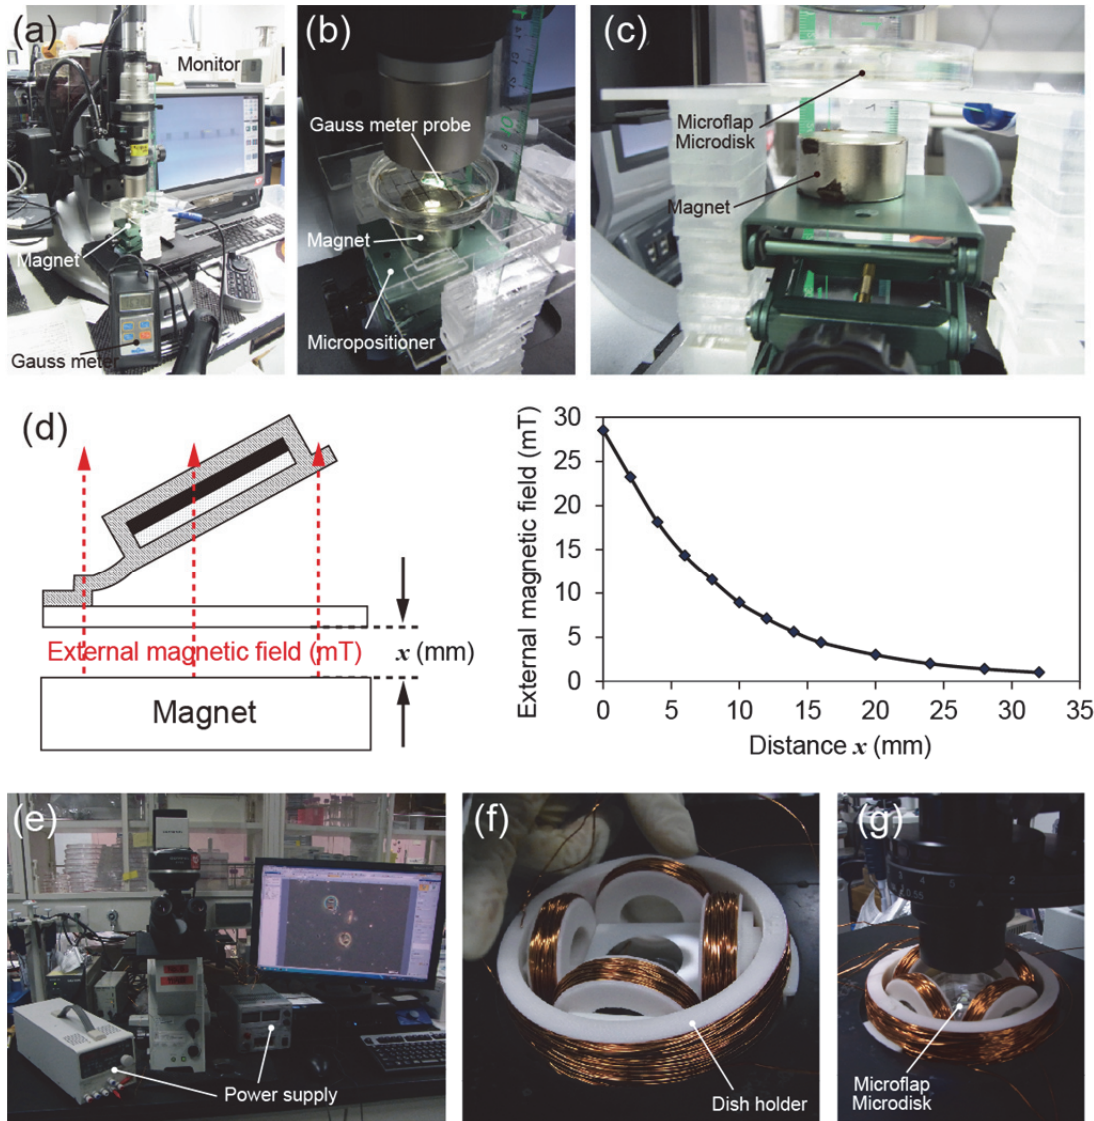 (a)
Monitor
Magnet
Gauss meter
(b)
Gauss meter probe
Magnet
Micropositioner
(c)
Microflap
Microdisk
Magnet
(d)
External magnetic field (mT)
x (mm)
Magnet
External magnetic field (mT)
30
25
20
15
10
5
0
0
5
10
15
20
25
30
35
Distance x (mm)
(e)
Power supply
(f)
Dish holder
(g)
Microflap
Microdisk